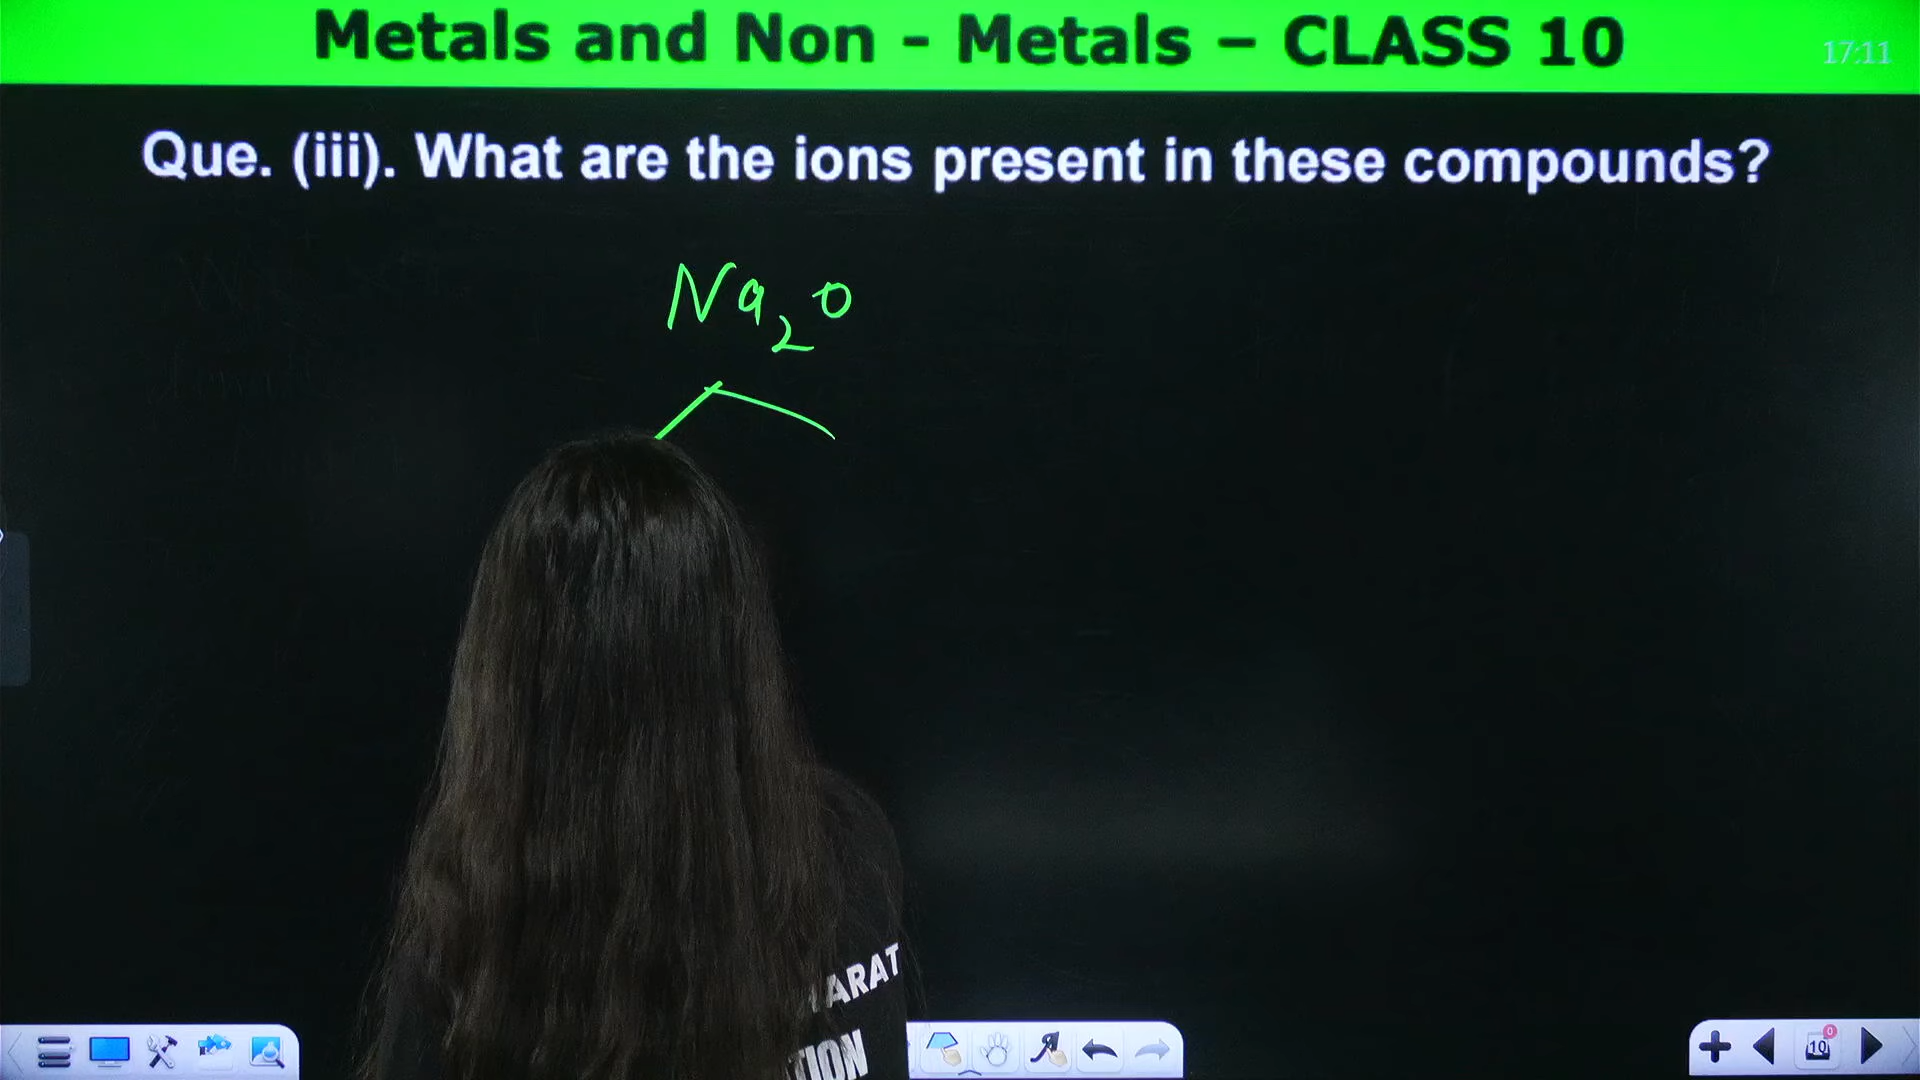 Metals and Non - Metals – CLASS 10
17:11
Que. (iii). What are the ions present in these compounds?
Na₂O
ARAT
TION
10
0